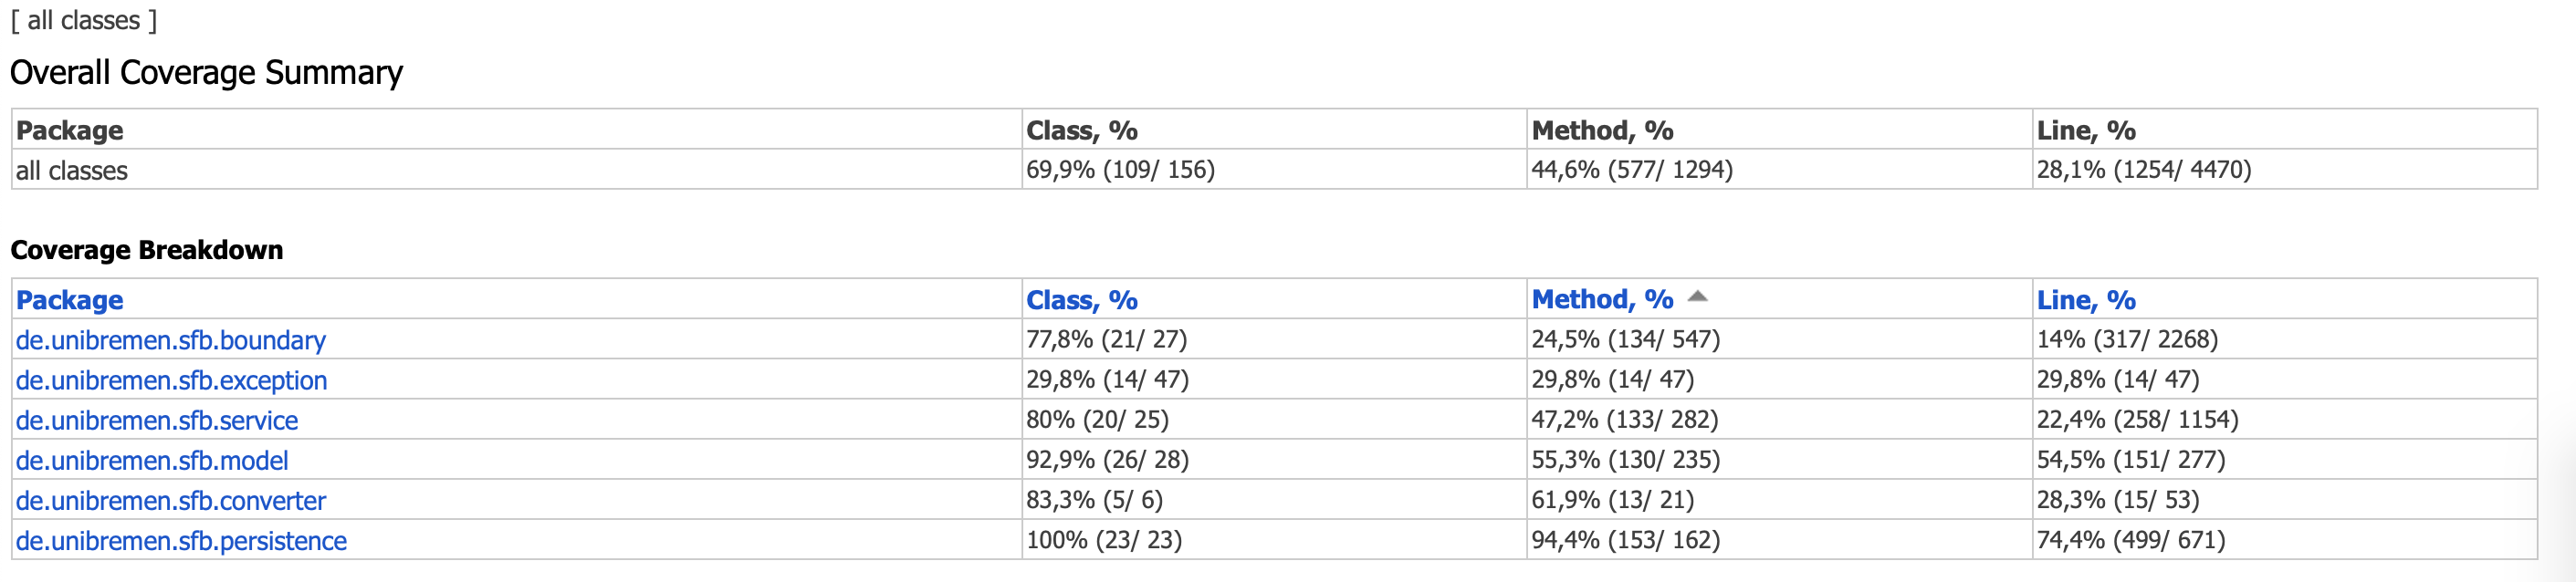 [ all classes ]
Overall Coverage Summary
Package Class, % Method, % Line, %
all classes 69,9% (109/ 156) 44,6% (577/ 1294) 28,1% (1254/ 4470)
Coverage Breakdown
Package Class, % Method, % Line, %
de.unibremen.sfb.boundary 77,8% (21/ 27) 24,5% (134/ 547) 14% (317/ 2268)
de.unibremen.sfb.exception 29,8% (14/ 47) 29,8% (14/ 47) 29,8% (14/ 47)
de.unibremen.sfb.service 80% (20/ 25) 47,2% (133/ 282) 22,4% (258/ 1154)
de.unibremen.sfb.model 92,9% (26/ 28) 55,3% (130/ 235) 54,5% (151/ 277)
de.unibremen.sfb.converter 83,3% (5/ 6) 61,9% (13/ 21) 28,3% (15/ 53)
de.unibremen.sfb.persistence 100% (23/ 23) 94,4% (153/ 162) 74,4% (499/ 671)